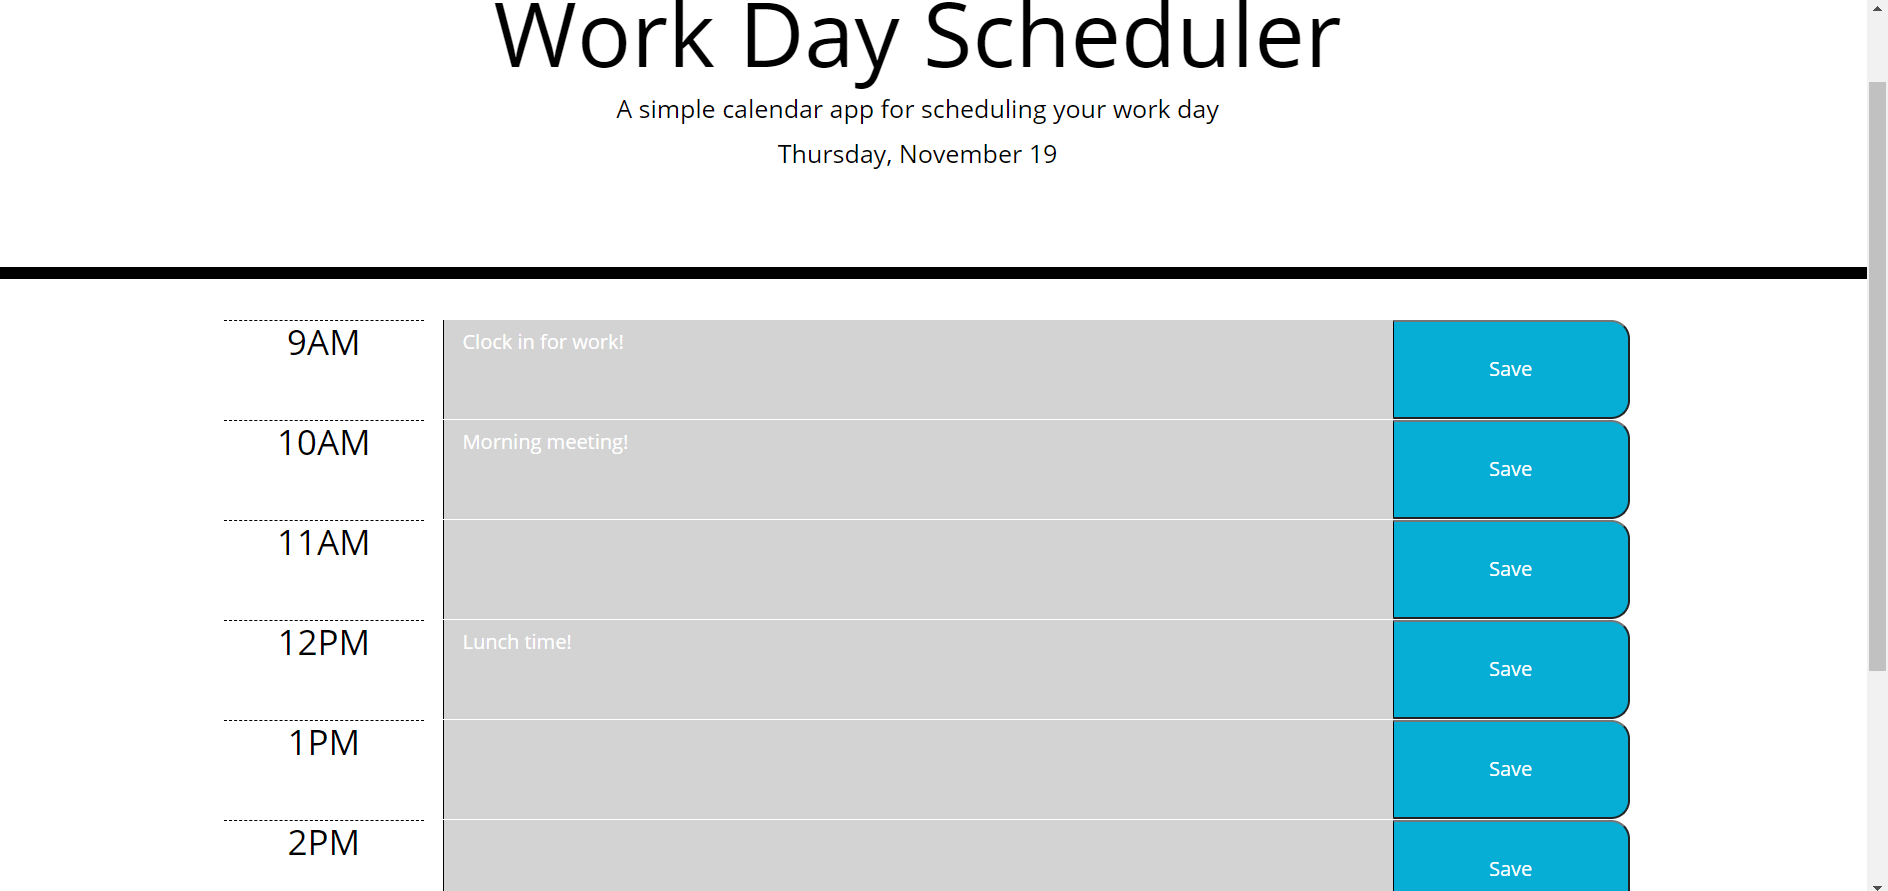 Work Day Scheduler
A simple calendar app for scheduling your work day
Thursday, November 19
9AM Clock in for work! Save
10AM Morning meeting! Save
11AM Save
12PM Lunch time! Save
1PM Save
2PM Save